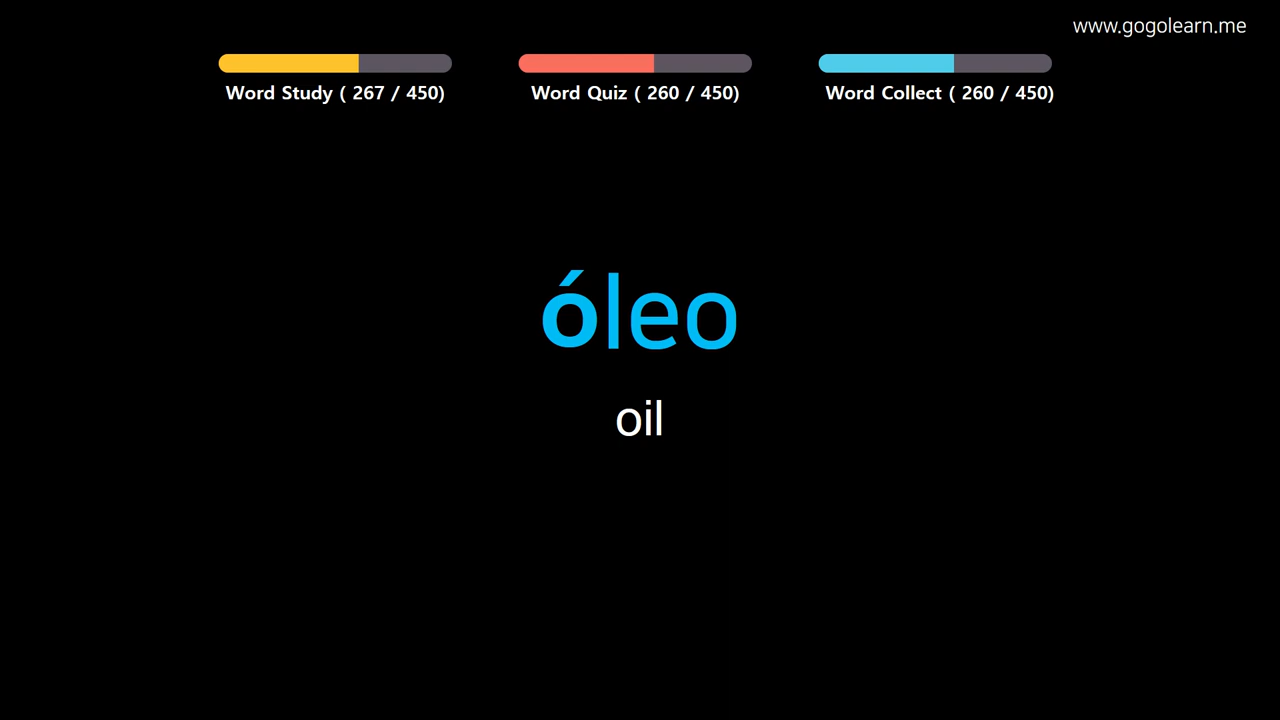 www.gogolearn.me
Word Study ( 267 / 450)
Word Quiz ( 260 / 450)
Word Collect ( 260 / 450)
óleo
oil